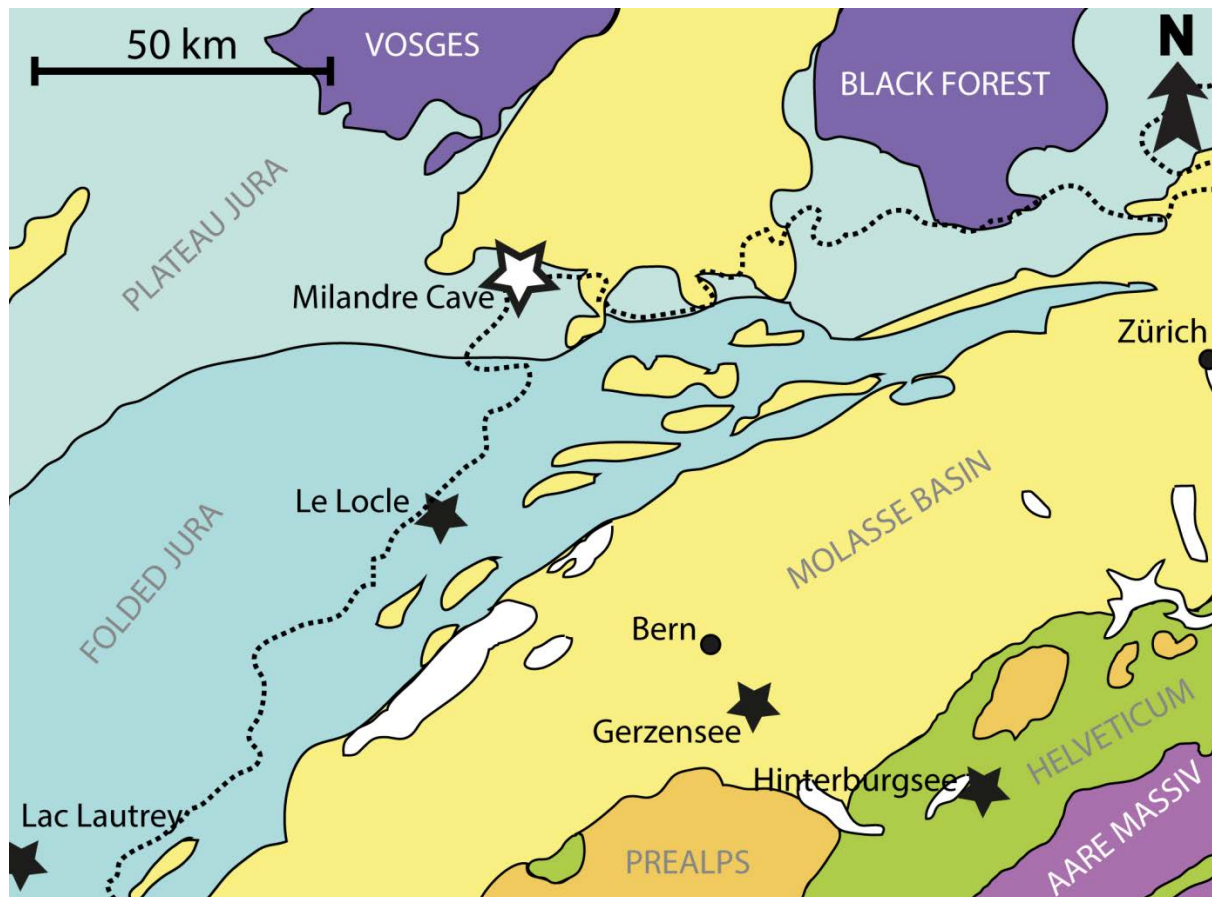 50 km
VOSGES
BLACK FOREST
N
PLATEAU JURA
Milandre Cave
Zürich
Le Locle
MOLASSE BASIN
FOLDED JURA
Bern
Gerzensee
HELVETICUM
Hinterburgsee
Lac Lautrey
PREALPS
AARE MASSIV